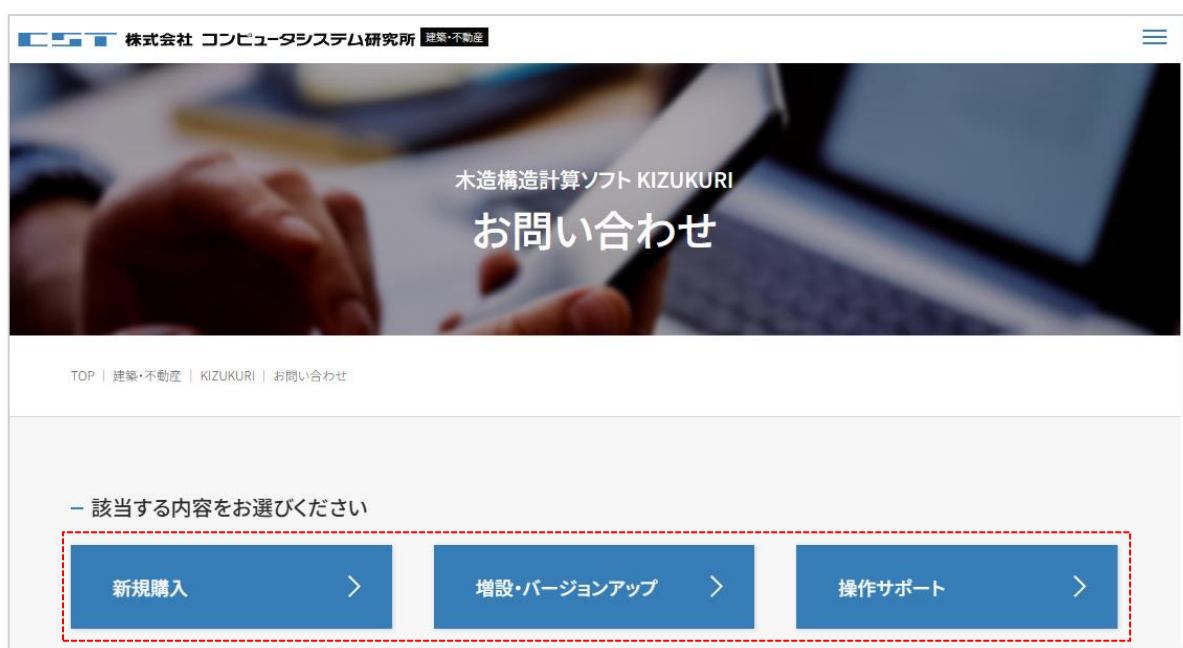 CST 株式会社 コンピュータシステム研究所 建築・不動産
木造構造計算ソフト KIZUKURI
お問い合わせ
TOP | 建築・不動産 | KIZUKURI | お問い合わせ
該当する内容をお選びください
新規購入 増設・バージョンアップ 操作サポート